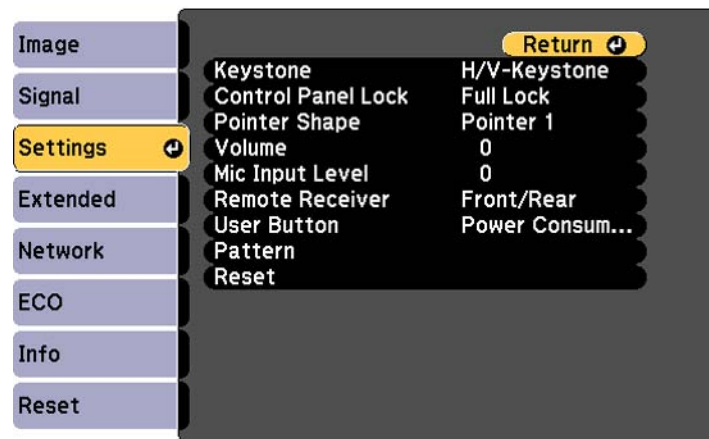 Image
Signal
Settings
Extended
Network
ECO
Info
Reset
Return
Keystone H/V-Keystone
Control Panel Lock Full Lock
Pointer Shape Pointer 1
Volume 0
Mic Input Level 0
Remote Receiver Front/Rear
User Button Power Consum...
Pattern
Reset